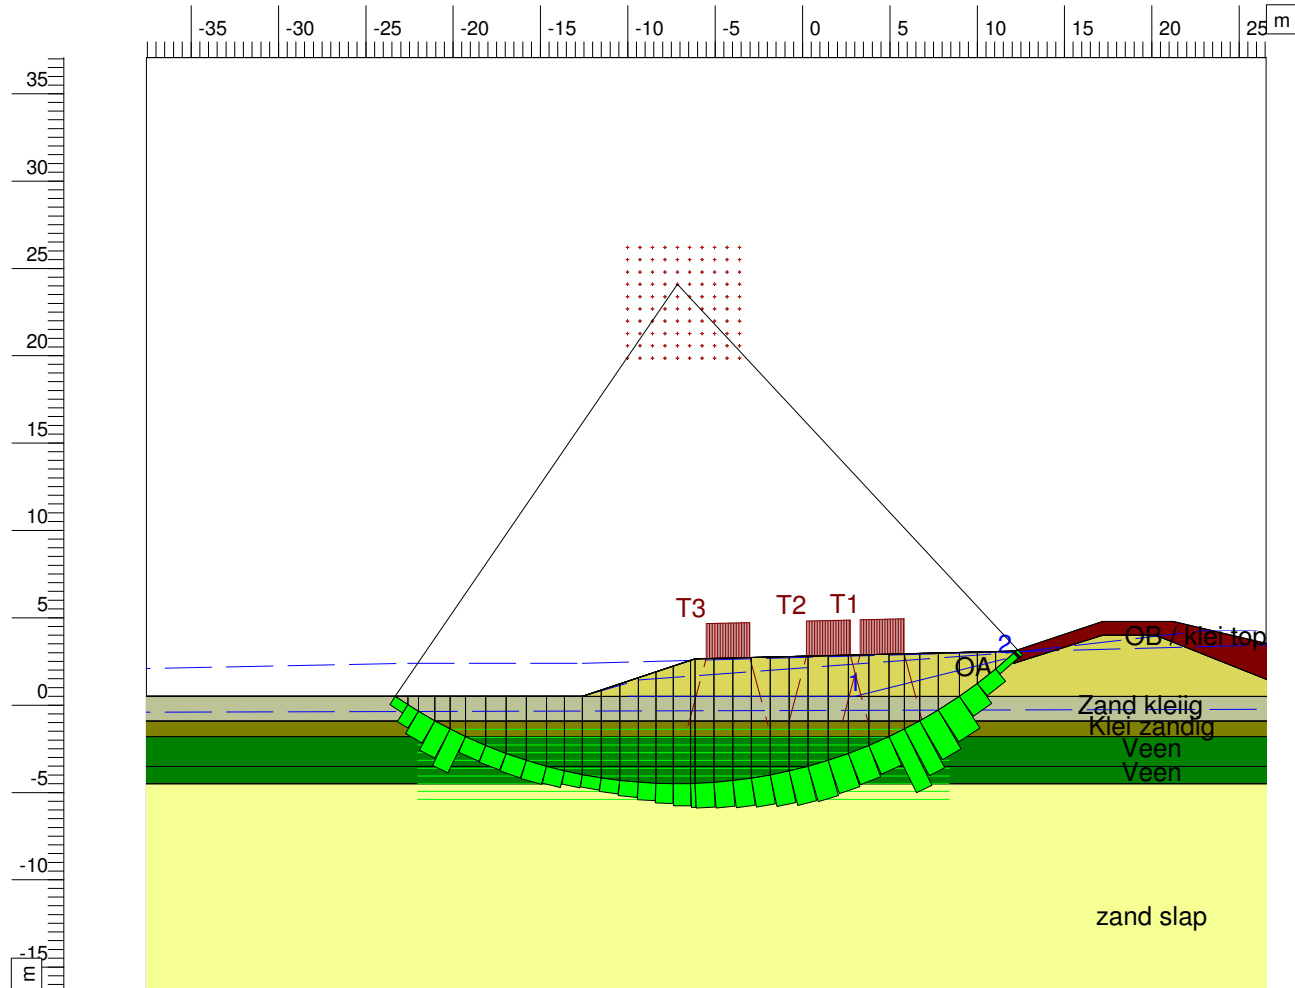 -35 -30 -25 -20 -15 -10 -5 0 5 10 15 20 25 m
35
30
25
20
15
10
5
T3 T2 T1
2 OB / klei top
OA
1
0
Zand kleiig
Klei zandig
Veen
Veen
-5
-10
zand slap
-15
m